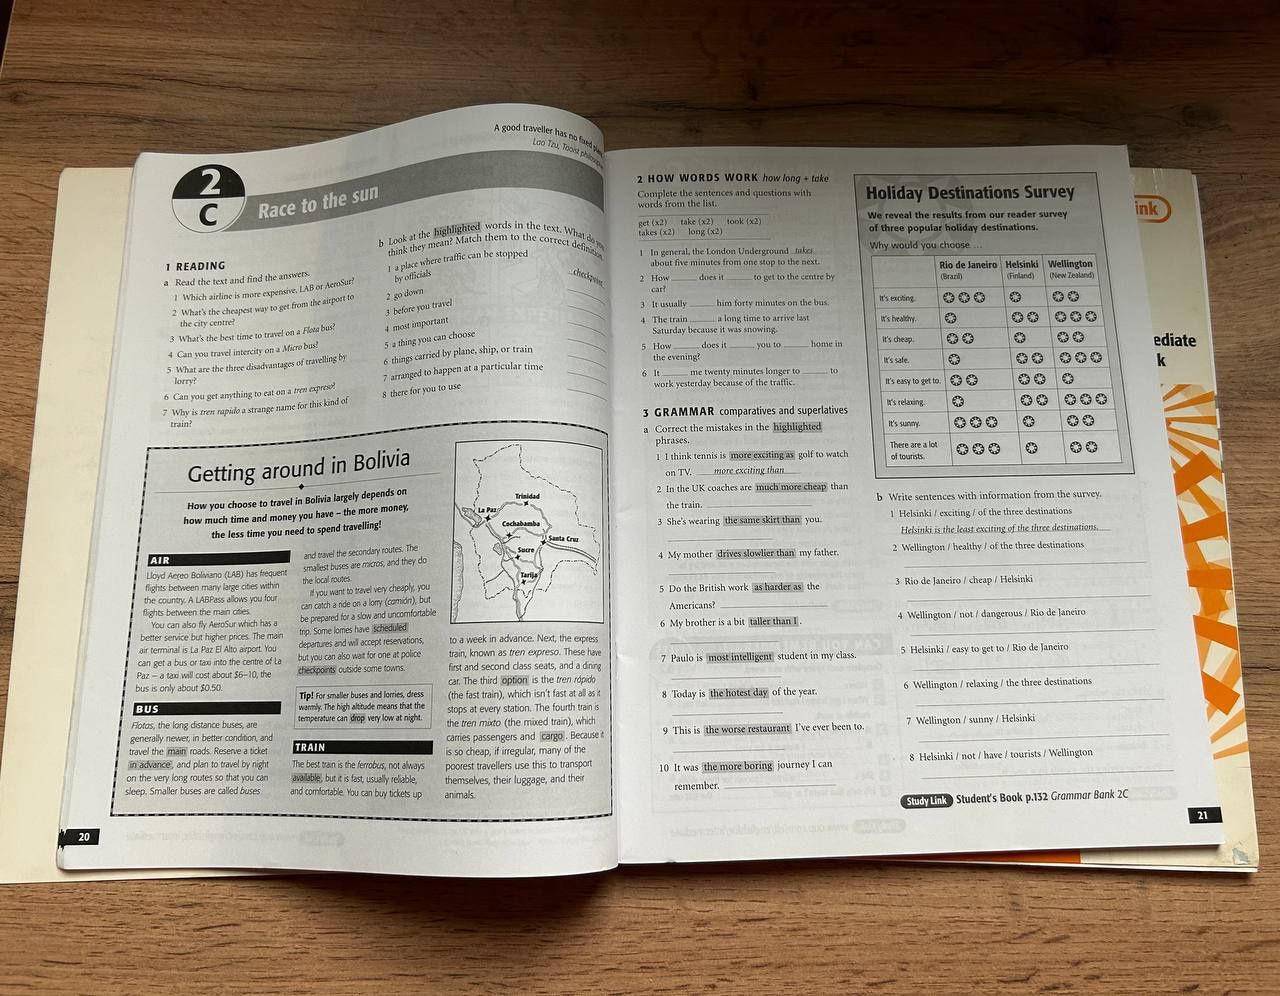 A good traveller has no fixed
Lao Tzu, Taoist
2
C
Race to the sun
1 READING
a Read the text and find the answers.
1 Which airline is more expensive, LAB or AeroSur?
2 What's the cheapest way to get from the airport to
the city centre?
3 What's the best time to travel on a Flota bus?
4 Can you travel intercity on a Micro bus?
5 What are the three disadvantages of travelling by
lorry?
6 Can you get anything to eat on a tren expreso?
7 Why is tren rapido a strange name for this kind of
train?
b Look at the highlighted words in the text. What do you
think they mean? Match them to the correct definition
1 a place where traffic can be stopped
by officials
checkpoints
2 go down
3 before you travel
4 most important
5 a thing you can choose
6 things carried by plane, ship, or train
7 arranged to happen at a particular time
8 there for you to use
Getting around in Bolivia
How you choose to travel in Bolivia largely depends on
how much time and money you have – the more money,
the less time you need to spend travelling!
AIR
Lloyd Aereo Boliviano (LAB) has frequent
flights between many large cities within
the country. A LABPass allows you four
flights between the main cities.
You can also fly AeroSur which has a
better service but higher prices. The main
air terminal is La Paz El Alto airport. You
can get a bus or taxi into the centre of La
Paz – a taxi will cost about $6–10, the
bus is only about $0.50.
BUS
Flotas, the long distance buses, are
generally newer, in better condition, and
travel the main roads. Reserve a ticket
in advance, and plan to travel by night
on the very long routes so that you can
sleep. Smaller buses are called buses
and travel the secondary routes. The
smallest buses are micros, and they do
the local routes.
If you want to travel very cheaply, you
can catch a ride on a lorry (camión), but
be prepared for a slow and uncomfortable
trip. Some lorries have scheduled
departures and will accept reservations,
but you can also wait for one at police
checkpoints outside some towns.
Tip! For smaller buses and lorries, dress
warmly. The high altitude means that the
temperature can drop very low at night.
TRAIN
The best train is the ferrobus, not always
available, but it is fast, usually reliable,
and comfortable. You can buy tickets up
Trinidad
La Paz
Cochabamba
Santa Cruz
Sucre
Tarija
to a week in advance. Next, the express
train, known as tren expreso. These have
first and second class seats, and a dining
car. The third option is the tren rápido
(the fast train), which isn't fast at all as it
stops at every station. The fourth train is
the tren mixto (the mixed train), which
carries passengers and cargo. Because it
is so cheap, if irregular, many of the
poorest travellers use this to transport
themselves, their luggage, and their
animals.
20
2 HOW WORDS WORK how long + take
Complete the sentences and questions with
words from the list.
get (x2) take (x2) took (x2)
takes (x2) long (x2)
1 In general, the London Underground takes
about five minutes from one stop to the next.
2 How ______ does it ______ to get to the centre by
car?
3 It usually ______ him forty minutes on the bus.
4 The train ______ a long time to arrive last
Saturday because it was snowing.
5 How ______ does it ______ you to ______ home in
the evening?
6 It ______ me twenty minutes longer to ______ to
work yesterday because of the traffic.
3 GRAMMAR comparatives and superlatives
a Correct the mistakes in the highlighted
phrases.
1 I think tennis is more exciting as golf to watch
on TV. more exciting than
2 In the UK coaches are much more cheap than
the train. ______
3 She's wearing the same skirt than you.
4 My mother drives slowlier than my father.
5 Do the British work as harder as the
Americans? ______
6 My brother is a bit taller than I.
7 Paulo is most intelligent student in my class.
8 Today is the hotest day of the year.
9 This is the worse restaurant I've ever been to.
10 It was the more boring journey I can
remember. ______
Holiday Destinations Survey
We reveal the results from our reader survey
of three popular holiday destinations.
Why would you choose ...
Rio de Janeiro Helsinki Wellington
(Brazil) (Finland) (New Zealand)
It's exciting.
It's healthy.
It's cheap.
It's safe.
It's easy to get to.
It's relaxing.
It's sunny.
There are a lot
of tourists.
b Write sentences with information from the survey.
1 Helsinki / exciting / of the three destinations
Helsinki is the least exciting of the three destinations.
2 Wellington / healthy / of the three destinations
3 Rio de Janeiro / cheap / Helsinki
4 Wellington / not / dangerous / Rio de Janeiro
5 Helsinki / easy to get to / Rio de Janeiro
6 Wellington / relaxing / the three destinations
7 Wellington / sunny / Helsinki
8 Helsinki / not / have / tourists / Wellington
Study Link Student's Book p.132 Grammar Bank 2C
21
ink
ediate
k